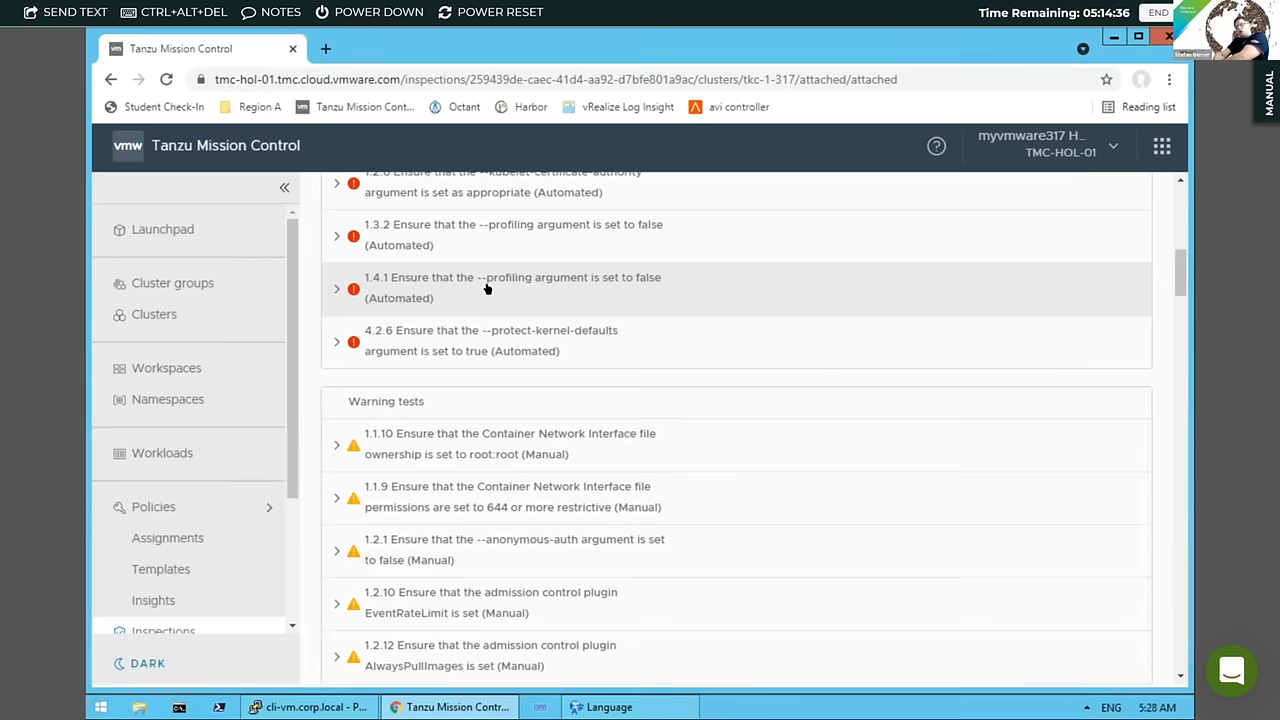 SEND TEXT
CTRL+ALT+DEL
NOTES
POWER DOWN
POWER RESET
Time Remaining: 05:14:36
END
Stefan Berner
MANUAL
Tanzu Mission Control
tmc-hol-01.tmc.cloud.vmware.com/inspections/259439de-caec-41d4-aa92-d7bfe801a9ac/clusters/tkc-1-317/attached/attached
Student Check-In
Region A
Tanzu Mission Cont...
Octant
Harbor
vRealize Log Insight
avi controller
Reading list
vmw
Tanzu Mission Control
myvmware317 H...
TMC-HOL-01
Launchpad
Cluster groups
Clusters
Workspaces
Namespaces
Workloads
Policies
Assignments
Templates
Insights
Inspections
DARK
1.2.6 Ensure that the --kubelet-certificate-authority
argument is set as appropriate (Automated)
1.3.2 Ensure that the --profiling argument is set to false
(Automated)
1.4.1 Ensure that the --profiling argument is set to false
(Automated)
4.2.6 Ensure that the --protect-kernel-defaults
argument is set to true (Automated)
Warning tests
1.1.10 Ensure that the Container Network Interface file
ownership is set to root:root (Manual)
1.1.9 Ensure that the Container Network Interface file
permissions are set to 644 or more restrictive (Manual)
1.2.1 Ensure that the --anonymous-auth argument is set
to false (Manual)
1.2.10 Ensure that the admission control plugin
EventRateLimit is set (Manual)
1.2.12 Ensure that the admission control plugin
AlwaysPullImages is set (Manual)
cli-vm.corp.local - P...
Tanzu Mission Contr...
Language
ENG
5:28 AM